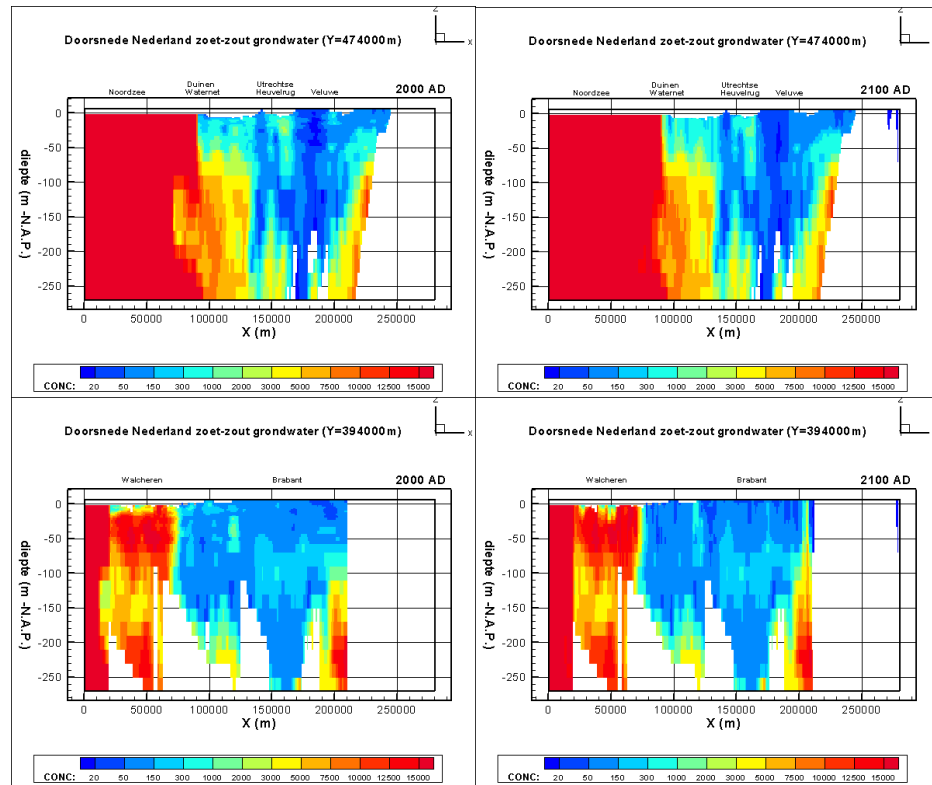 Z
X
Doorsnede Nederland zoet-zout grondwater (Y=474000m)
Noordzee
Duinen
Waternet
Utrechtse
Heuvelrug
Veluwe
2000 AD
diepte (m -N.A.P.)
0
-50
-100
-150
-200
-250
0 50000 100000 150000 200000 250000
X (m)
CONC: 20 50 150 300 1000 2000 3000 5000 7500 10000 12500 15000
Z
X
Doorsnede Nederland zoet-zout grondwater (Y=474000m)
Noordzee
Duinen
Waternet
Utrechtse
Heuvelrug
Veluwe
2100 AD
diepte (m -N.A.P.)
0
-50
-100
-150
-200
-250
0 50000 100000 150000 200000 250000
X (m)
CONC: 20 50 150 300 1000 2000 3000 5000 7500 10000 12500 15000
Z
X
Doorsnede Nederland zoet-zout grondwater (Y=394000m)
Walcheren
Brabant
2000 AD
diepte (m -N.A.P.)
0
-50
-100
-150
-200
-250
0 50000 100000 150000 200000 250000
X (m)
CONC: 20 50 150 300 1000 2000 3000 5000 7500 10000 12500 15000
Z
X
Doorsnede Nederland zoet-zout grondwater (Y=394000m)
Walcheren
Brabant
2100 AD
diepte (m -N.A.P.)
0
-50
-100
-150
-200
-250
0 50000 100000 150000 200000 250000
X (m)
CONC: 20 50 150 300 1000 2000 3000 5000 7500 10000 12500 15000